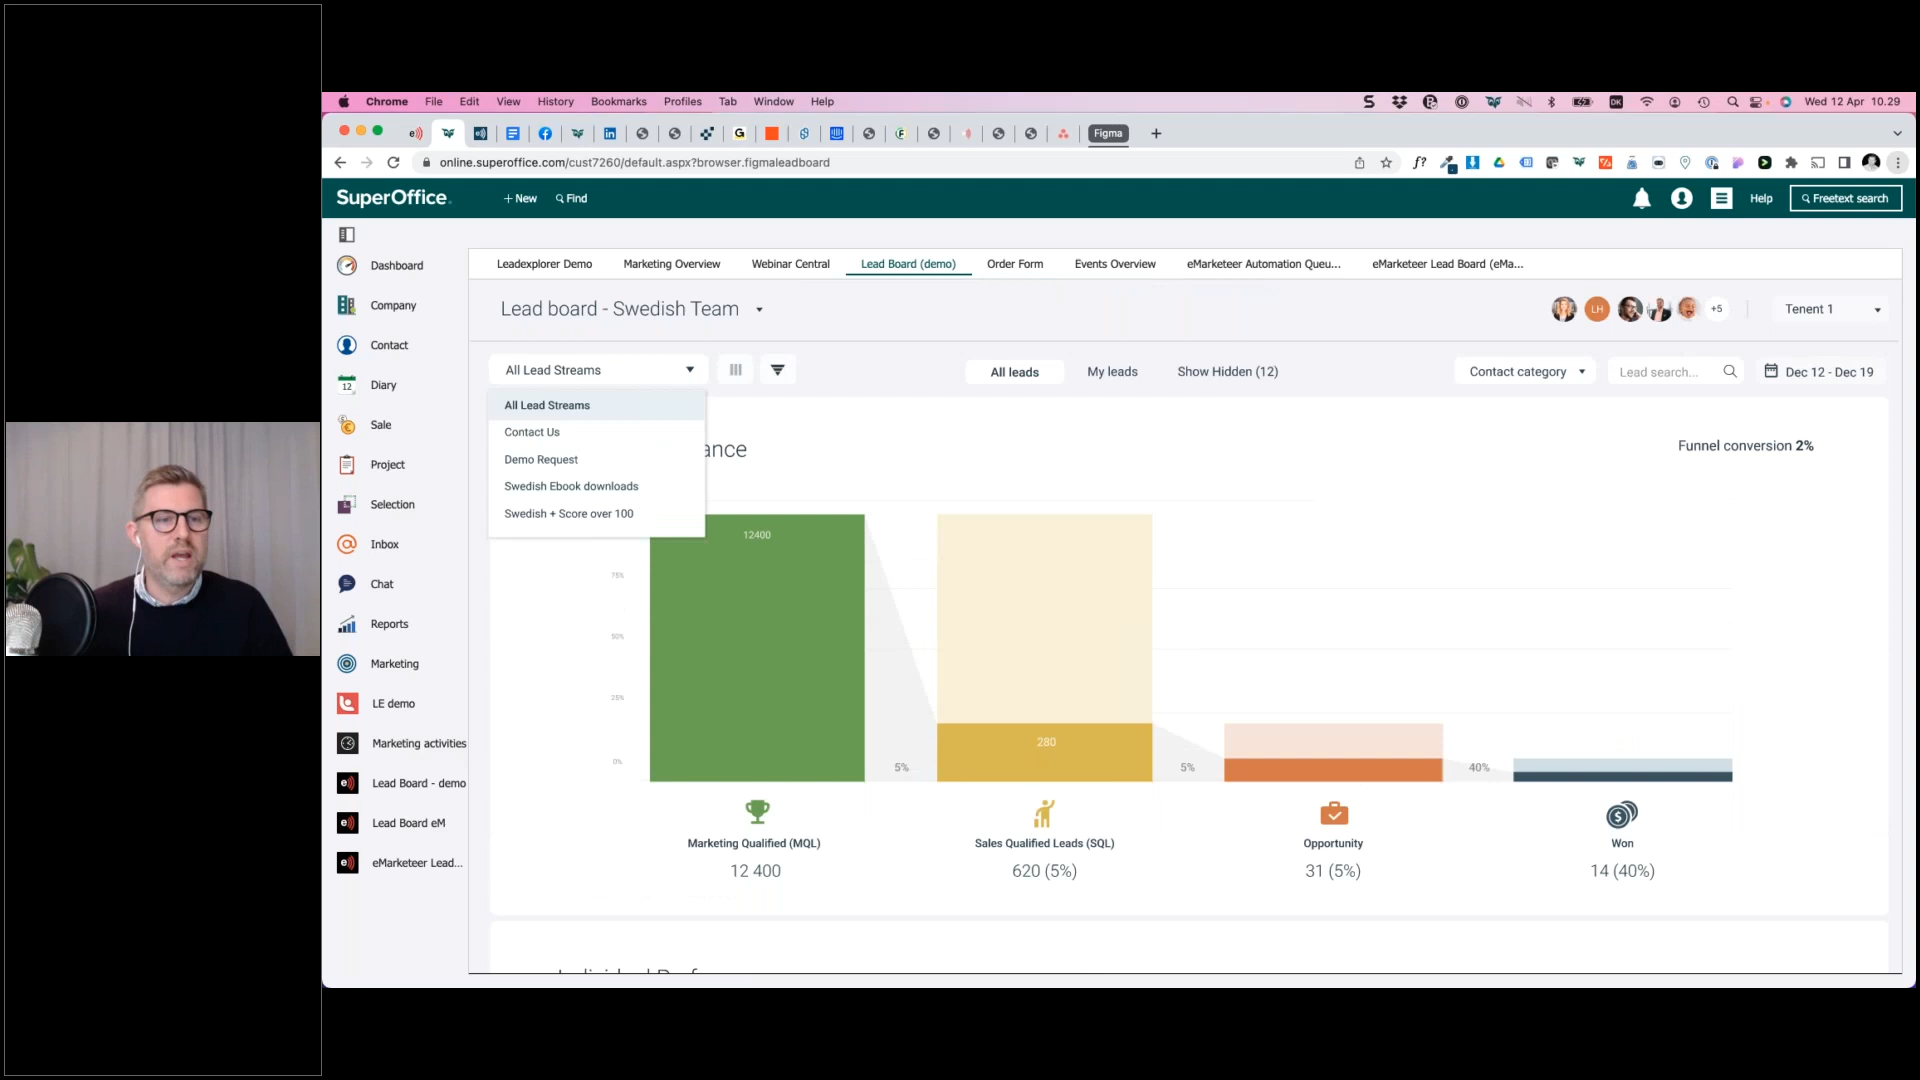 Chrome File Edit View History Bookmarks Profiles Tab Window Help
DK
Wed 12 Apr 10.29
Figma
online.superoffice.com/cust7260/default.aspx?browser.figmaleadboard
SuperOffice.
+ New
Find
Help
Freetext search
Dashboard
Company
Contact
12
Diary
Sale
Project
Selection
Inbox
Chat
Reports
Marketing
LE demo
Marketing activities
Lead Board - demo
Lead Board eM
eMarketeer Lead...
Leadexplorer Demo
Marketing Overview
Webinar Central
Lead Board (demo)
Order Form
Events Overview
eMarketeer Automation Queu...
eMarketeer Lead Board (eMa...
Lead board - Swedish Team
LH
+5
Tenent 1
All Lead Streams
All leads
My leads
Show Hidden (12)
Contact category
Lead search...
Dec 12 - Dec 19
All Lead Streams
Contact Us
Demo Request
Swedish Ebook downloads
Swedish + Score over 100
ance
Funnel conversion 2%
12400
75%
50%
25%
0%
5%
280
5%
40%
Marketing Qualified (MQL)
12 400
Sales Qualified Leads (SQL)
620 (5%)
Opportunity
31 (5%)
Won
14 (40%)